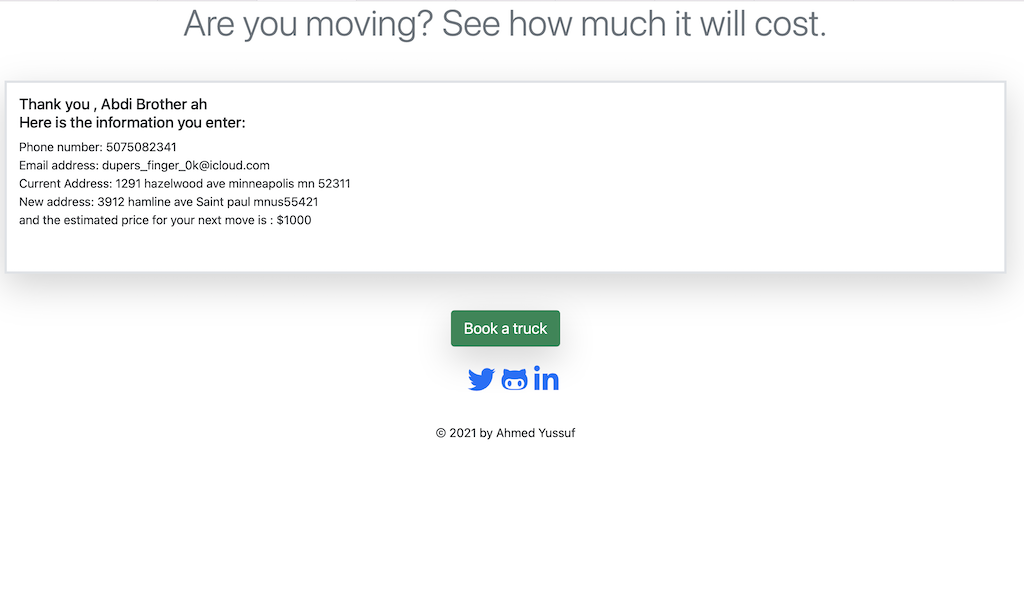 Are you moving? See how much it will cost.
Thank you , Abdi Brother ah
Here is the information you enter:
Phone number: 5075082341
Email address: dupers_finger_0k@icloud.com
Current Address: 1291 hazelwood ave minneapolis mn 52311
New address: 3912 hamline ave Saint paul mnus55421
and the estimated price for your next move is : $1000
Book a truck
in
© 2021 by Ahmed Yussuf